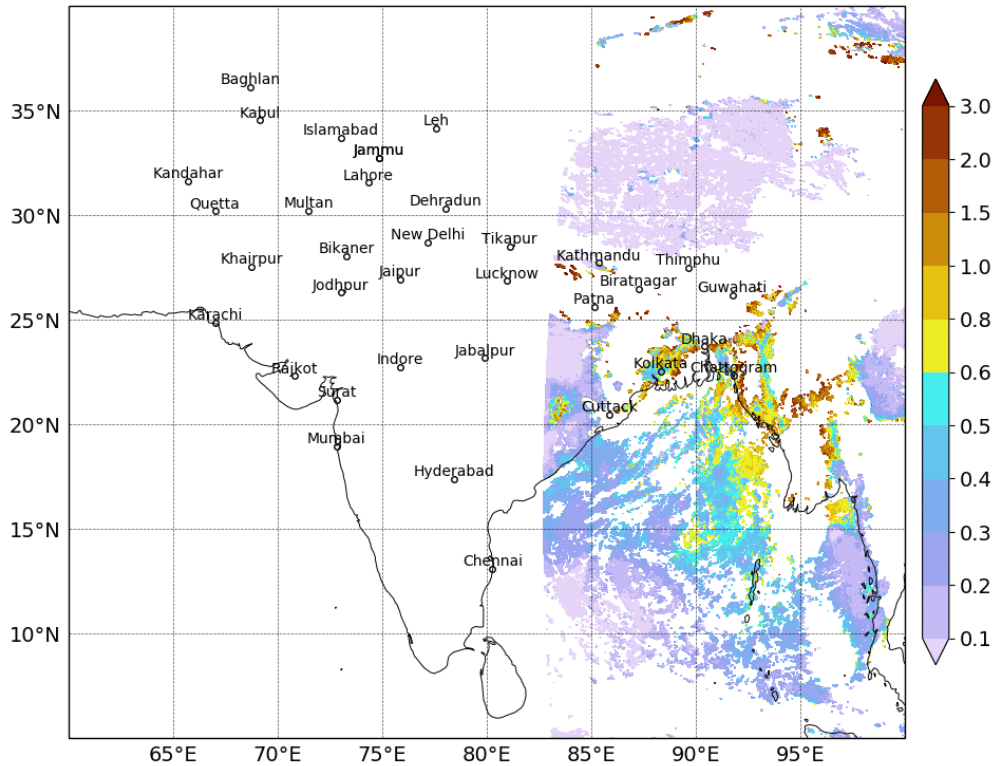 35°N
30°N
25°N
20°N
15°N
10°N
Baghlan
Kabul
Islamabad
Leh
Jammu
Kandahar
Lahore
Quetta
Multan
Dehradun
New Delhi
Tikapur
Khairpur
Bikaner
Kathmandu
Thimphu
Jodhpur
Jaipur
Lucknow
Biratnagar
Guwahati
Patna
Karachi
Dhaka
Rajkot
Indore
Jabalpur
Kolkata
Chattogram
Surat
Cuttack
Mumbai
Hyderabad
Chennai
65°E
70°E
75°E
80°E
85°E
90°E
95°E
3.0
2.0
1.5
1.0
0.8
0.6
0.5
0.4
0.3
0.2
0.1